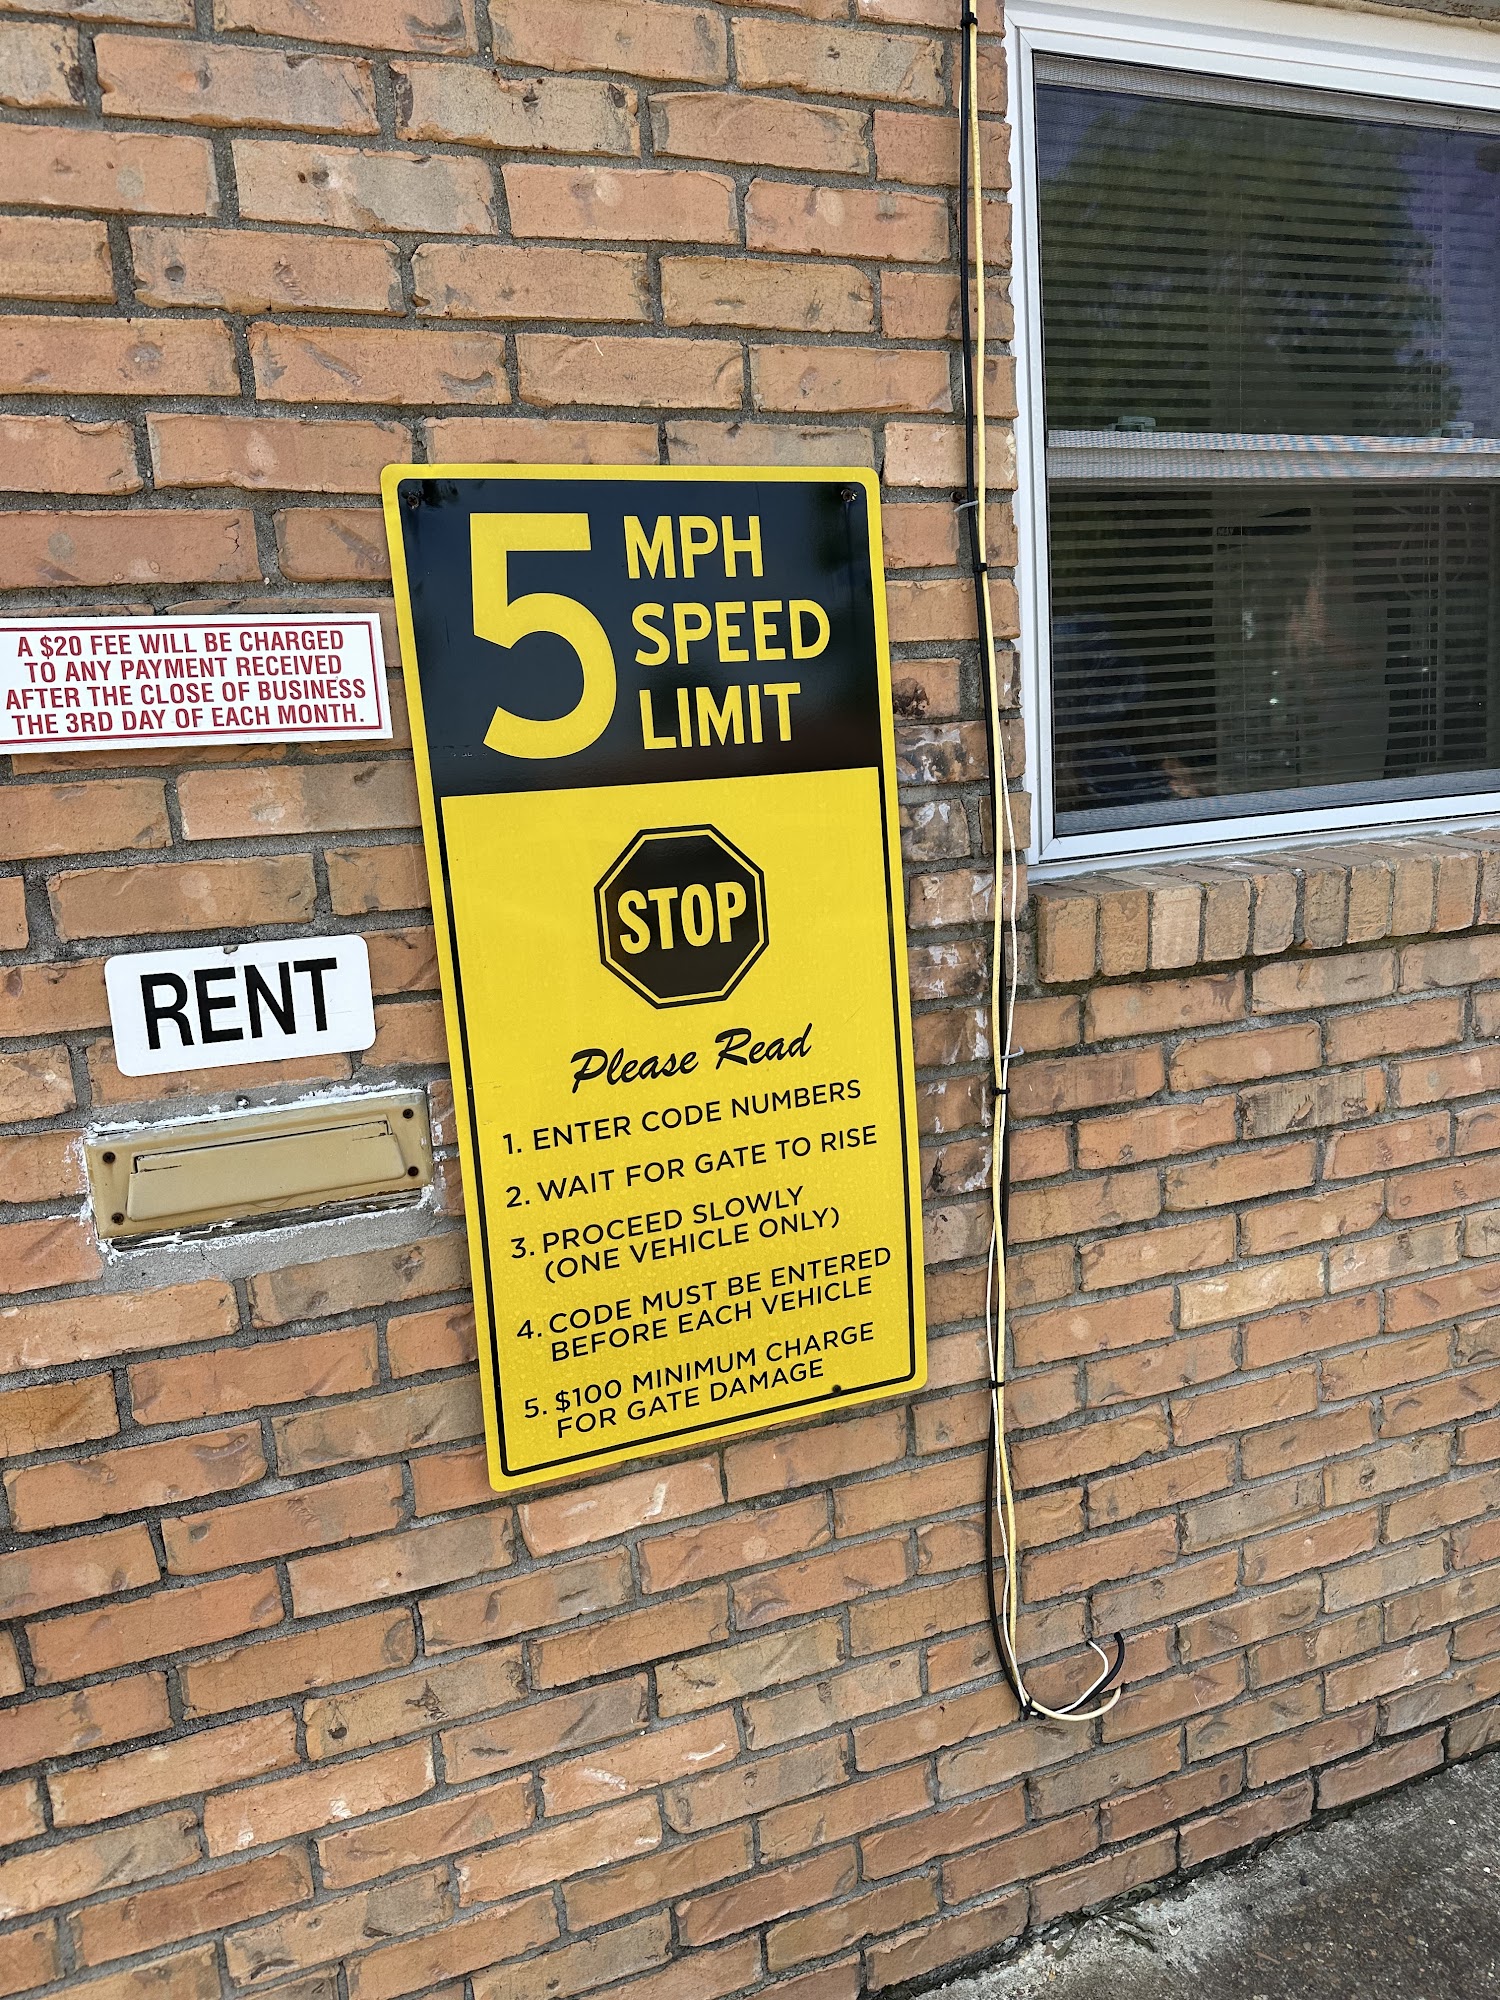 A $20 FEE WILL BE CHARGED
TO ANY PAYMENT RECEIVED
AFTER THE CLOSE OF BUSINESS
THE 3RD DAY OF EACH MONTH.
RENT
5 MPH
SPEED
LIMIT
STOP
Please Read
1. ENTER CODE NUMBERS
2. WAIT FOR GATE TO RISE
3. PROCEED SLOWLY
(ONE VEHICLE ONLY)
4. CODE MUST BE ENTERED
BEFORE EACH VEHICLE
5. $100 MINIMUM CHARGE
FOR GATE DAMAGE